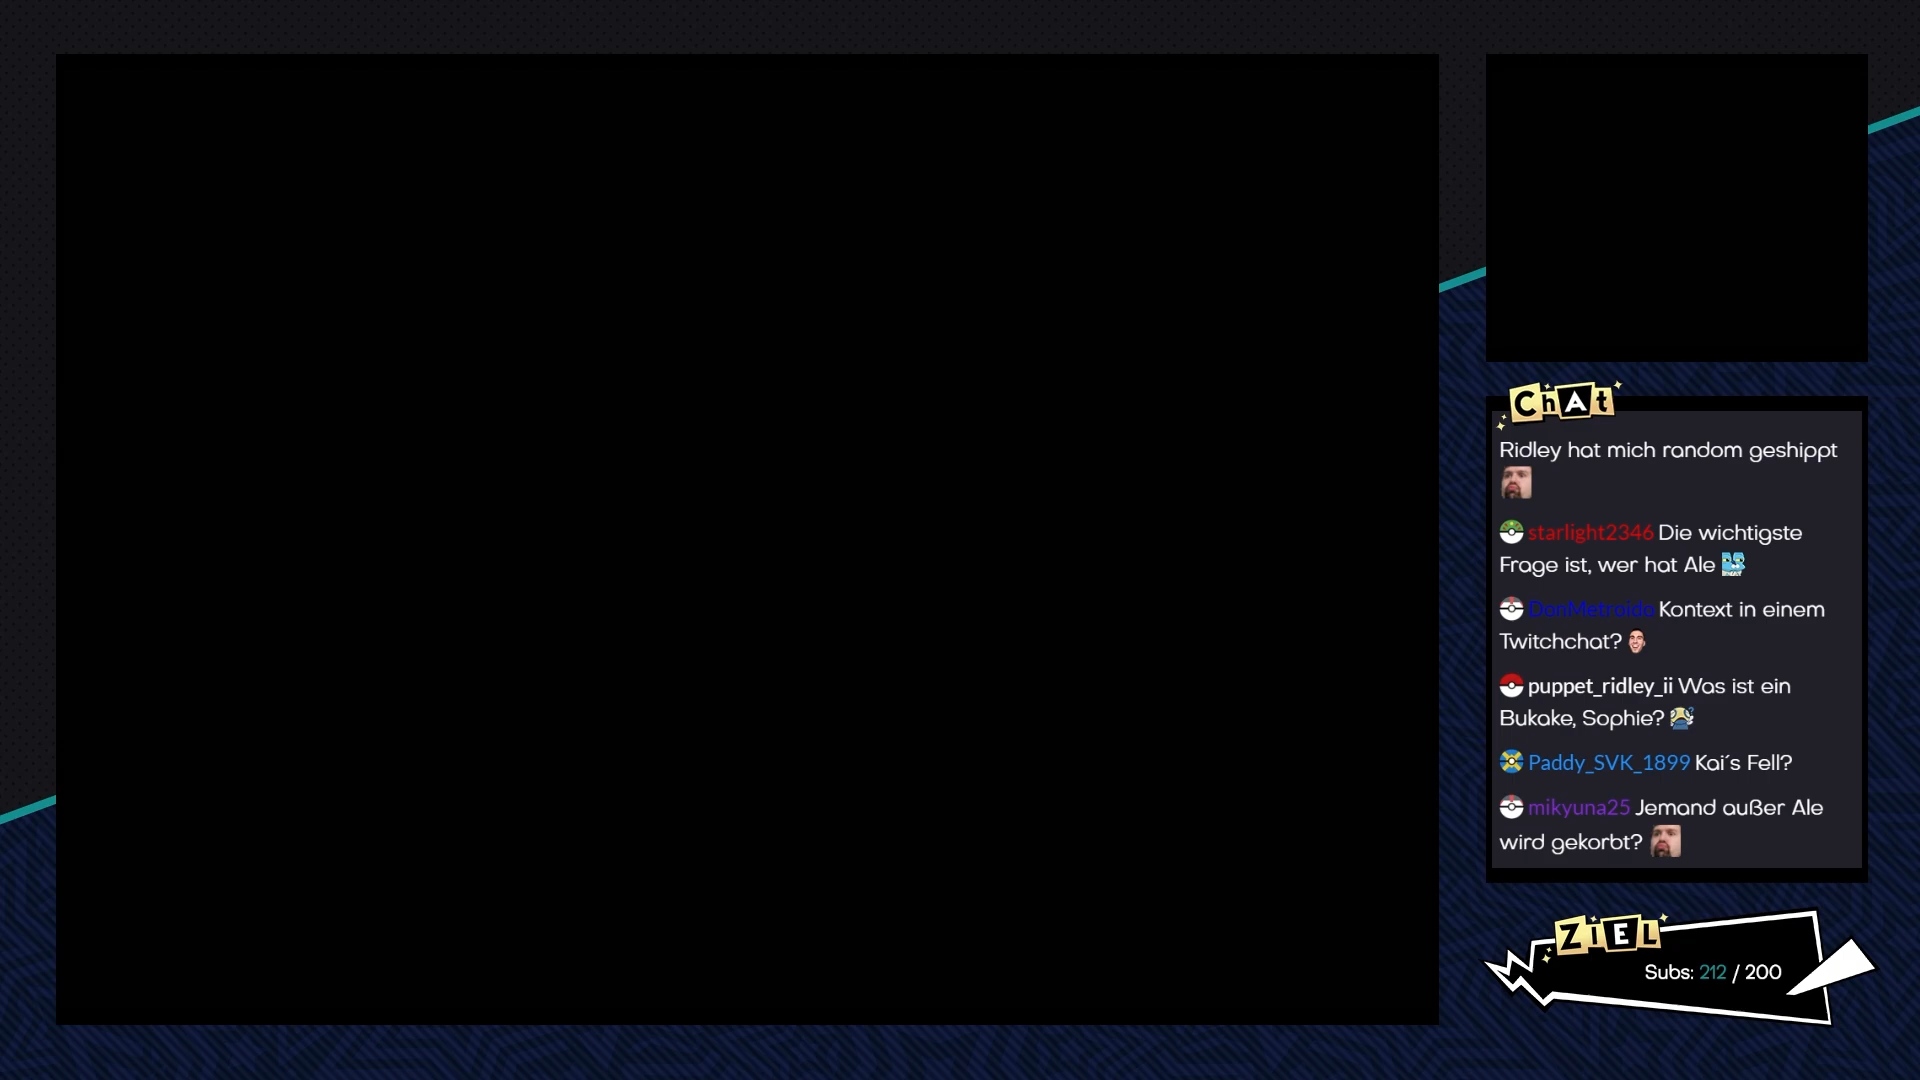 ChAt
Ridley hat mich random geshippt
starlight2346 Die wichtigste
Frage ist, wer hat Ale
DonMetroido Kontext in einem
Twitchchat?
puppet_ridley_ii Was ist ein
Bukake, Sophie?
Paddy_SVK_1899 Kai´s Fell?
mikyuna25 Jemand außer Ale
wird gekorbt?
ZiEL
Subs: 212 / 200